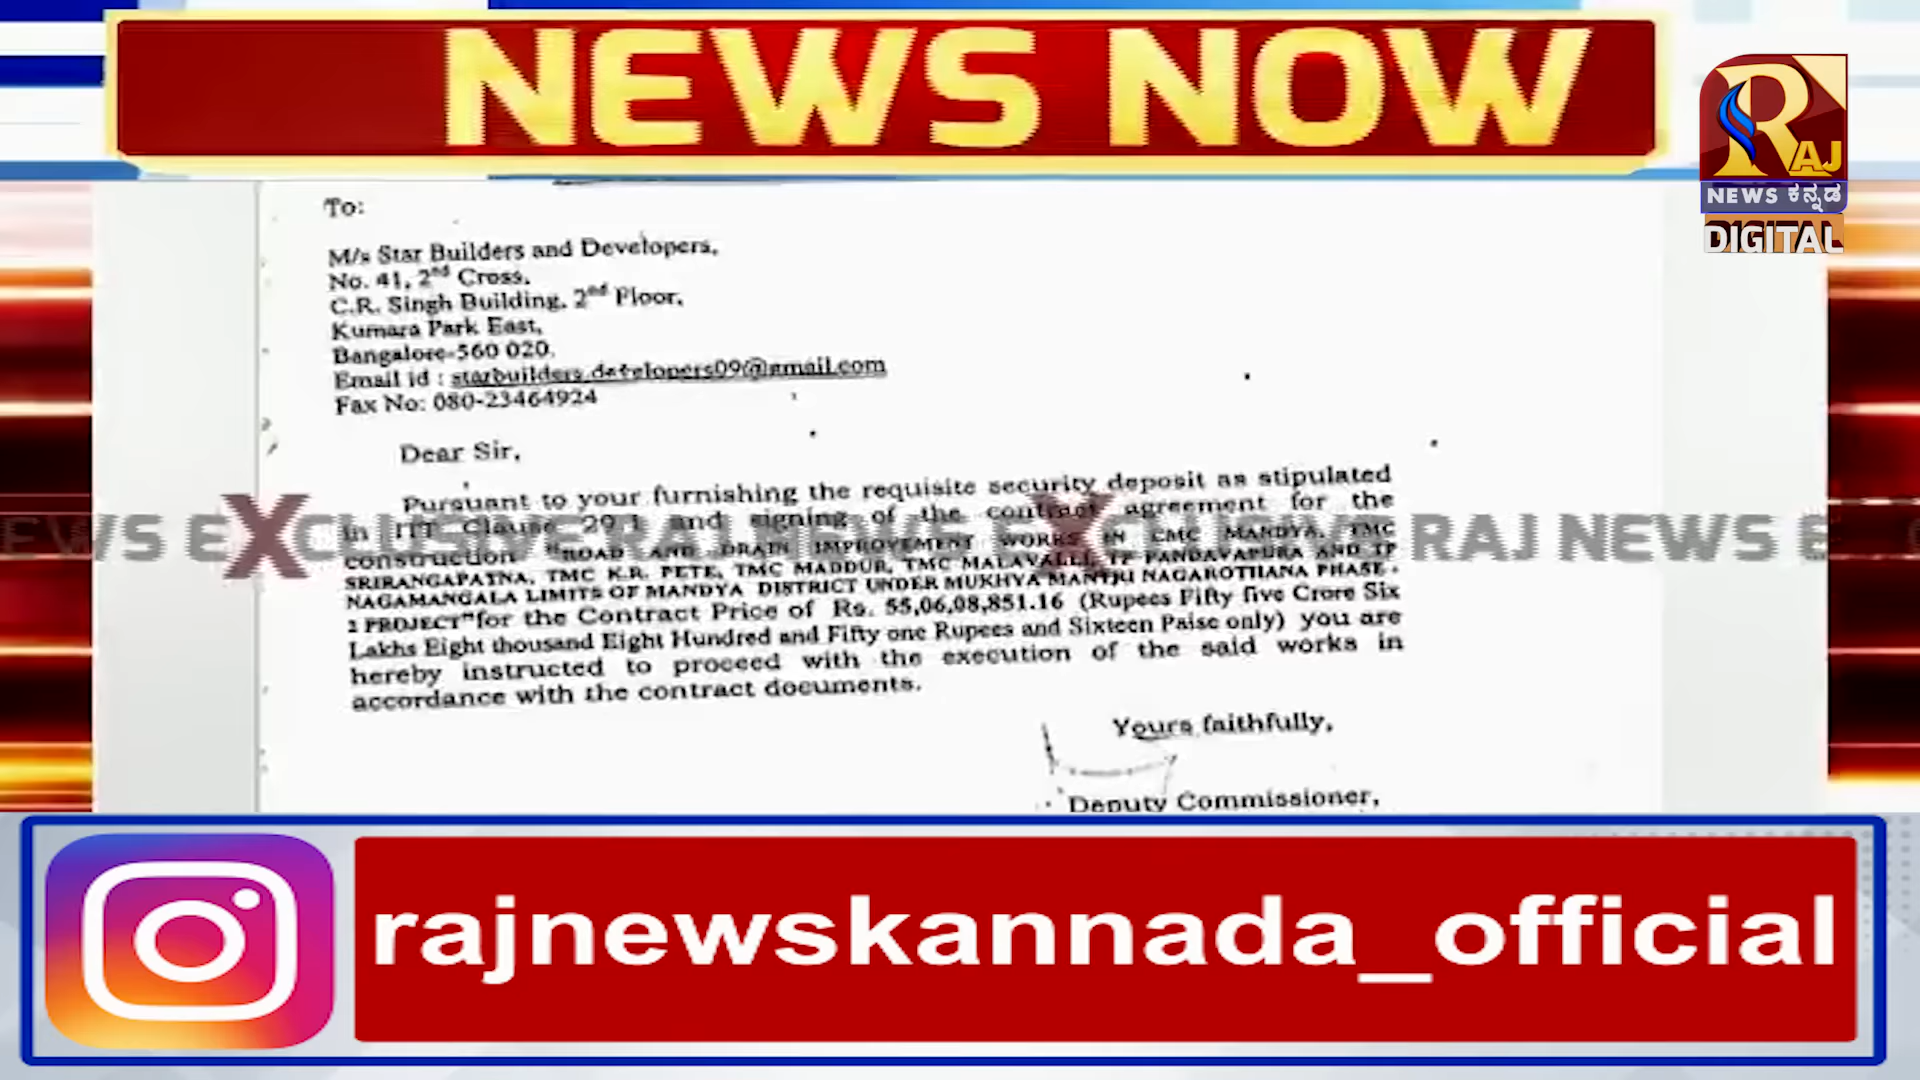 NEWS NOW
RAJ
NEWS ಕನ್ನಡ
DIGITAL
To:
M/s Star Builders and Developers,
No. 41, 2nd Cross,
C.R. Singh Building, 2nd Floor,
Kumara Park East,
Bangalore-560 020.
Email id : starbuilders.developers09@gmail.com
Fax No: 080-23464924
Dear Sir,
Pursuant to your furnishing the requisite security deposit as stipulated
in ITT Clause 29.1 and signing of the contract agreement for the
construction "ROAD AND DRAIN IMPROVEMENT WORKS IN CMC MANDYA, TMC
SRIRANGAPATNA, TMC K.R. PETE, TMC MADDUR, TMC MALAVALLI, TP PANDAVAPURA AND TP
NAGAMANGALA LIMITS OF MANDYA DISTRICT UNDER MUKHYA MANTRI NAGAROTHANA PHASE -
2 PROJECT" for the Contract Price of Rs. 55,06,08,851.16 (Rupees Fifty five Crore Six
Lakhs Eight thousand Eight Hundred and Fifty one Rupees and Sixteen Paise only) you are
hereby instructed to proceed with the execution of the said works in
accordance with the contract documents.
Yours faithfully,
Deputy Commissioner,
EWS EXCLUSIVE RAJ NEWS EXCLUSIVE RAJ NEWS E
rajnewskannada_official